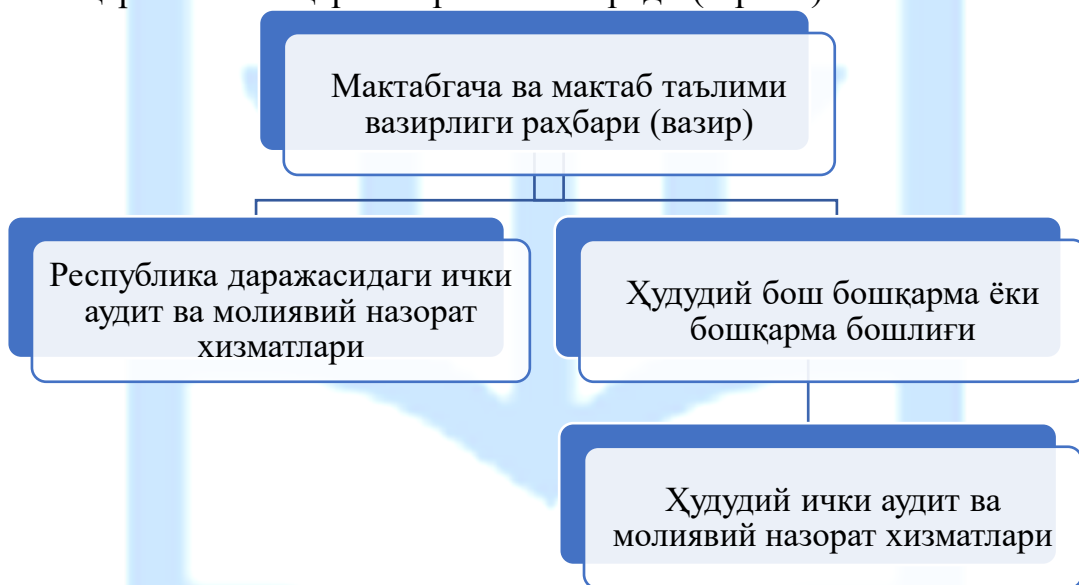 Мактабгача ва мактаб таълими
вазирлиги раҳбари (вазир)
Республика даражасидаги ички
аудит ва молиявий назорат
хизматлари
Ҳудудий бош бошқарма ёки
бошқарма бошлиғи
Ҳудудий ички аудит ва
молиявий назорат хизматлари